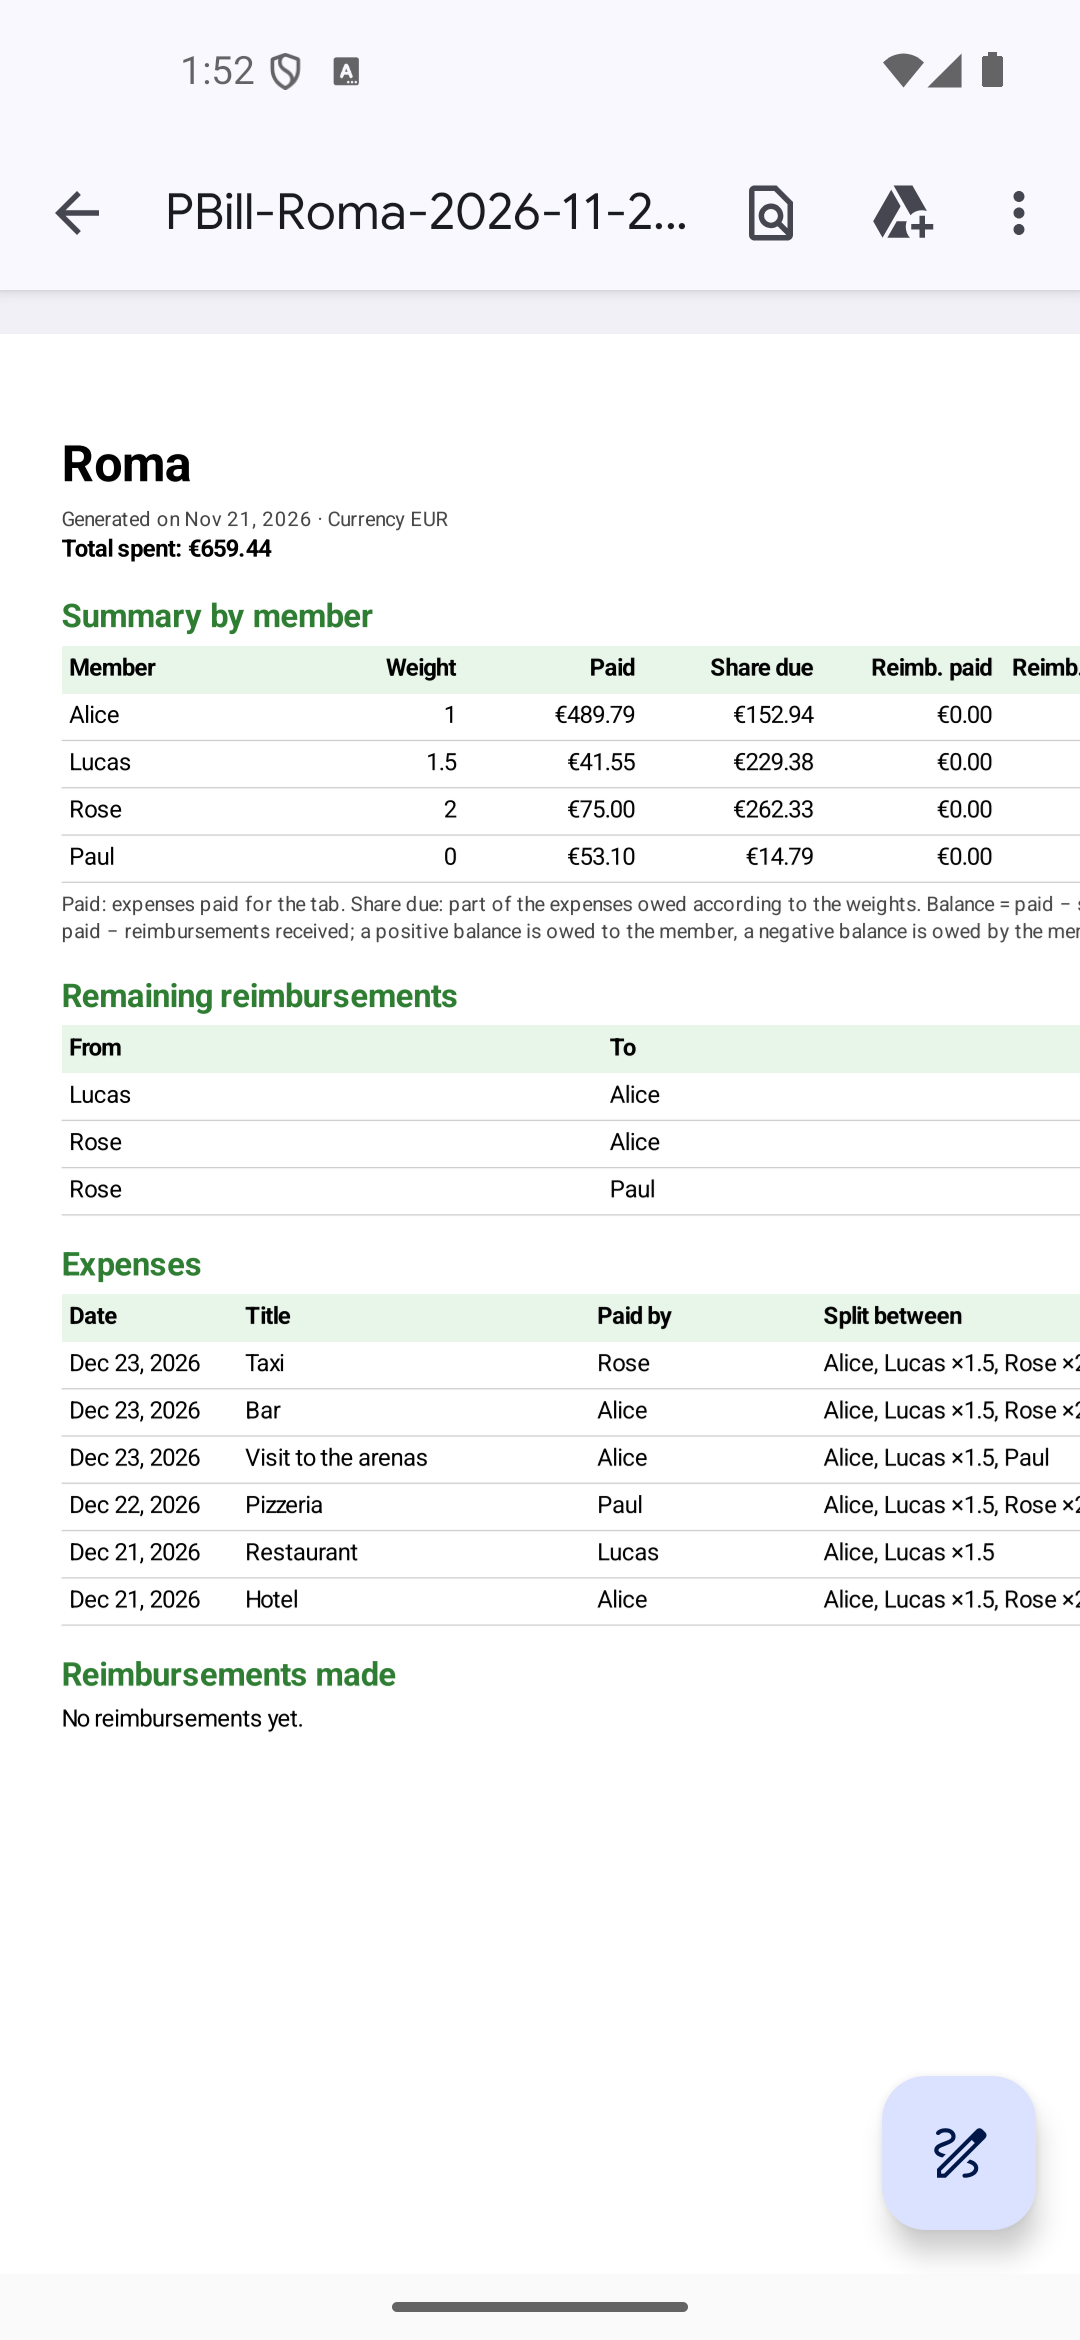 1:52
PBill-Roma-2026-11-2...
Roma
Generated on Nov 21, 2026 · Currency EUR
Total spent: €659.44
Summary by member
Member Weight Paid Share due Reimb. paid Reimb.
Alice 1 €489.79 €152.94 €0.00
Lucas 1.5 €41.55 €229.38 €0.00
Rose 2 €75.00 €262.33 €0.00
Paul 0 €53.10 €14.79 €0.00
Paid: expenses paid for the tab. Share due: part of the expenses owed according to the weights. Balance = paid −
paid − reimbursements received; a positive balance is owed to the member, a negative balance is owed by the
Remaining reimbursements
From To
Lucas Alice
Rose Alice
Rose Paul
Expenses
Date Title Paid by Split between
Dec 23, 2026 Taxi Rose Alice, Lucas ×1.5, Rose ×2
Dec 23, 2026 Bar Alice Alice, Lucas ×1.5, Rose ×2
Dec 23, 2026 Visit to the arenas Alice Alice, Lucas ×1.5, Paul
Dec 22, 2026 Pizzeria Paul Alice, Lucas ×1.5, Rose ×2
Dec 21, 2026 Restaurant Lucas Alice, Lucas ×1.5
Dec 21, 2026 Hotel Alice Alice, Lucas ×1.5, Rose ×2
Reimbursements made
No reimbursements yet.